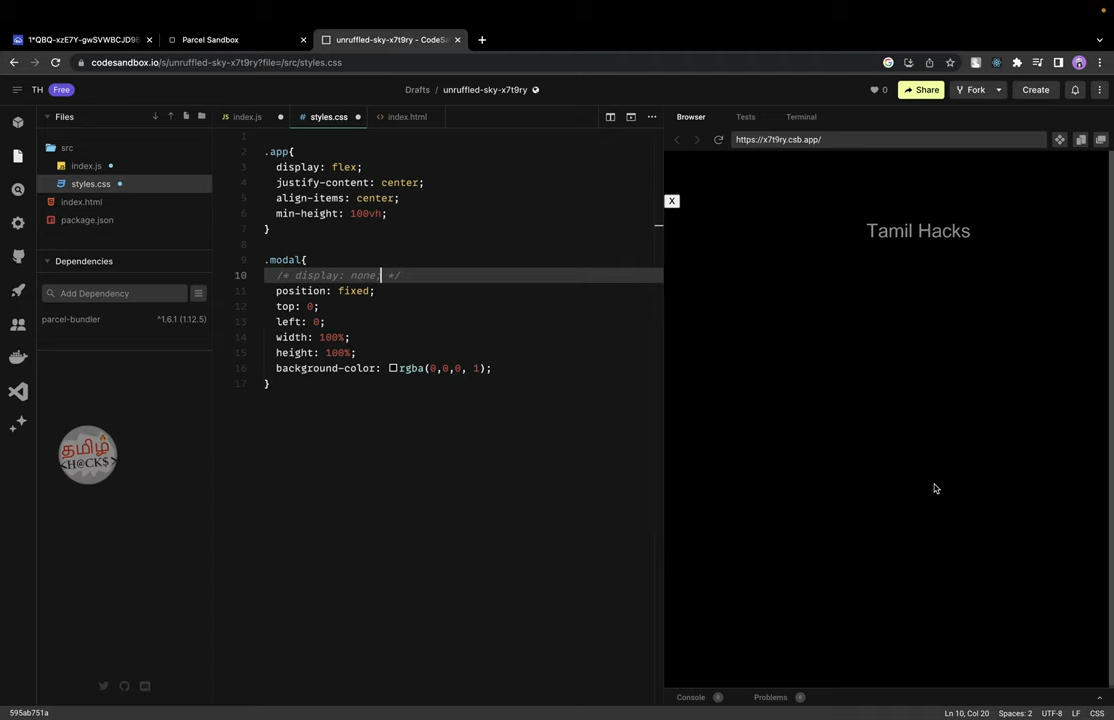 1*QBQ-xzE7Y-gwSVWBCJD9E
Parcel Sandbox
unruffled-sky-x7t9ry - CodeSa
codesandbox.io/s/unruffled-sky-x7t9ry?file=/src/styles.css
TH Free
Drafts / unruffled-sky-x7t9ry
0
Share
Fork
Create
Files
src
index.js
styles.css
index.html
package.json
Dependencies
Add Dependency
parcel-bundler ^1.6.1 (1.12.5)
தமிழ்
<H@CK$>
index.js
styles.css
index.html
1
2 .app{
3 display: flex;
4 justify-content: center;
5 align-items: center;
6 min-height: 100vh;
7 }
8
9 .modal{
10 /* display: none; */
11 position: fixed;
12 top: 0;
13 left: 0;
14 width: 100%;
15 height: 100%;
16 background-color: rgba(0,0,0, 1);
17 }
Browser Tests Terminal
https://x7t9ry.csb.app/
X
Tamil Hacks
Console 0 Problems 0
595ab751a
Ln 10, Col 20 Spaces: 2 UTF-8 LF CSS